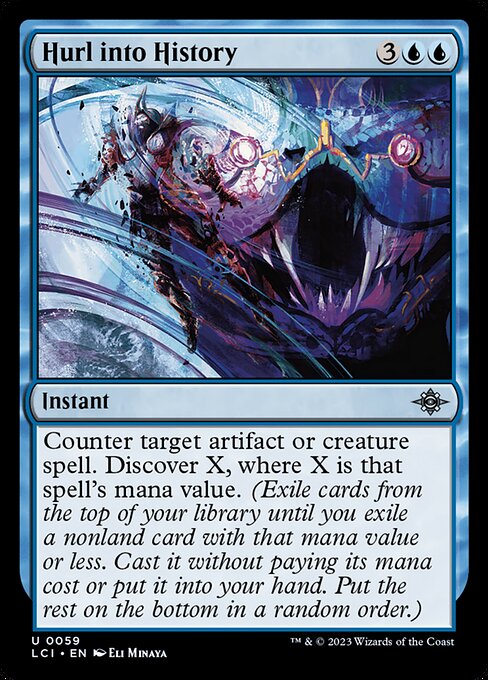 Hurl into History 3
Instant
Counter target artifact or creature
spell. Discover X, where X is that
spell's mana value. (Exile cards from
the top of your library until you exile
a nonland card with that mana value
or less. Cast it without paying its mana
cost or put it into your hand. Put the
rest on the bottom in a random order.)
U 0059
LCI • EN Eli Minaya
™ & © 2023 Wizards of the Coast